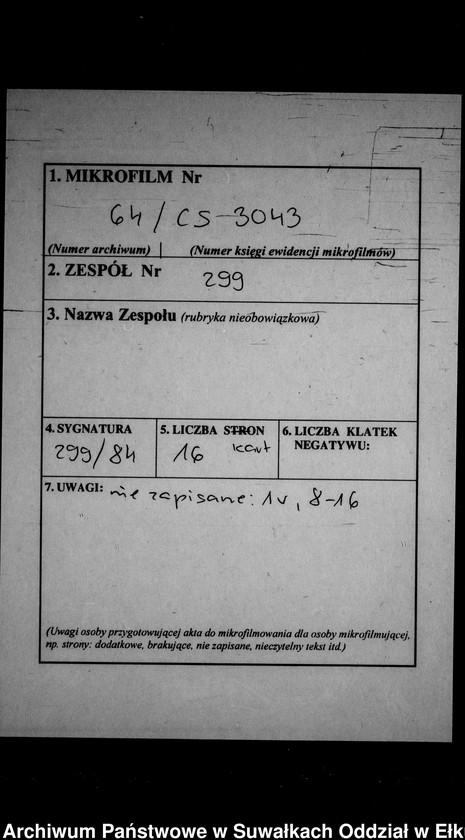 1. MIKROFILM Nr
64 / CS-3043
(Numer archiwum) | (Numer księgi ewidencji mikrofilmów)
2. ZESPÓŁ Nr 299
3. Nazwa Zespołu (rubryka nieobowiązkowa)
4. SYGNATURA
299/84
5. LICZBA STRON
16 kart
6. LICZBA KLATEK
NEGATYWU:
7. UWAGI: nie zapisane: 1v, 8-16
(Uwagi osoby przygotowującej akta do mikrofilmowania dla osoby mikrofilmującej,
np. strony: dodatkowe, brakujące, nie zapisane, nieczytelny tekst itd.)
Archiwum Państwowe w Suwałkach Oddział w Ełk